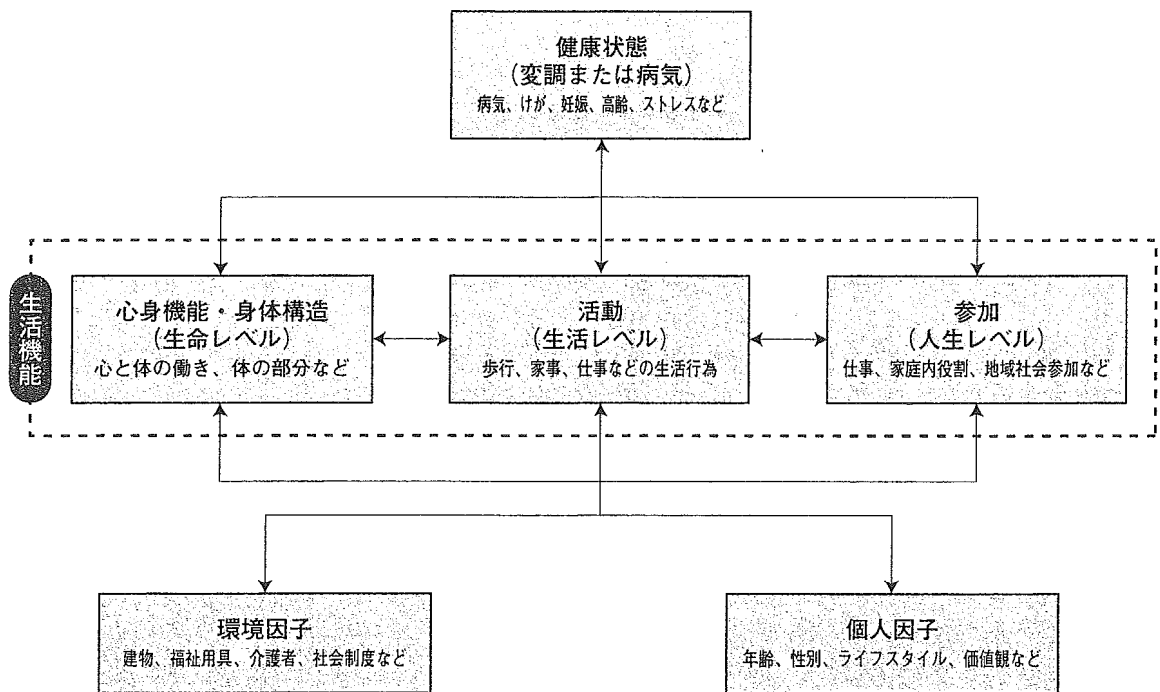 健康状態
(変調または病気)
病気、けが、妊娠、高齢、ストレスなど
生活機能
心身機能・身体構造
(生命レベル)
心と体の働き、体の部分など
活動
(生活レベル)
歩行、家事、仕事などの生活行為
参加
(人生レベル)
仕事、家庭内役割、地域社会参加など
環境因子
建物、福祉用具、介護者、社会制度など
個人因子
年齢、性別、ライフスタイル、価値観など